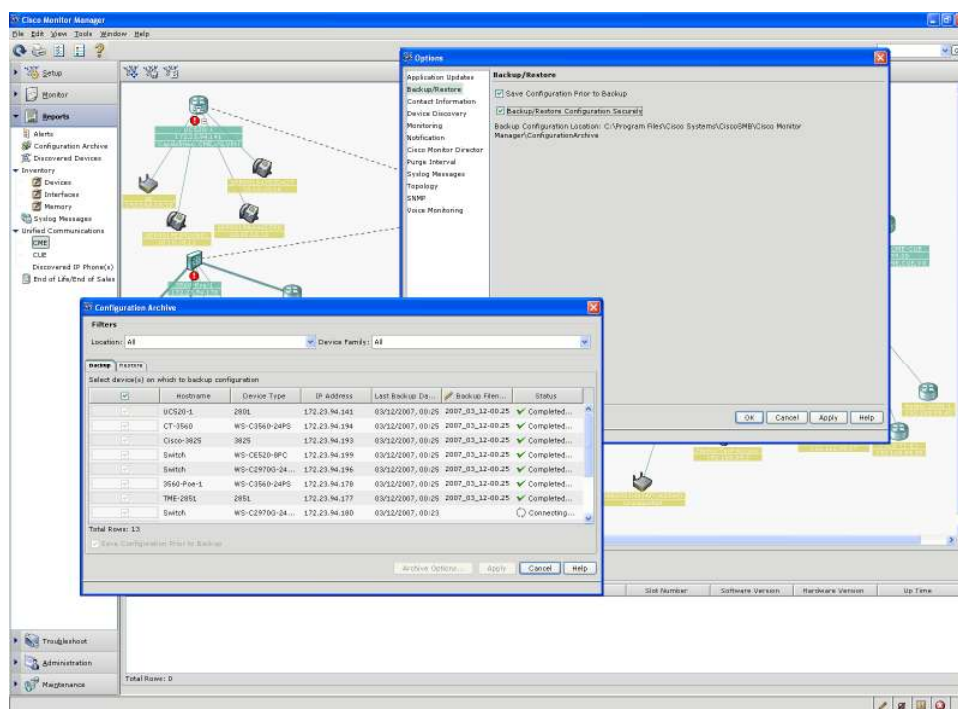 Cisco Monitor Manager
File Edit View Tools Window Help
Setup
Monitor
Reports
Alerts
Configuration Archive
Discovered Devices
Inventory
Devices
Interfaces
Memory
Syslog Messages
Unified Communications
CME
CUE
Discovered IP Phone(s)
End of Life/End of Sales
Troubleshoot
Administration
Maintenance
Options
Application Updates
Backup/Restore
Contact Information
Device Discovery
Monitoring
Notification
Cisco Monitor Director
Purge Interval
Syslog Messages
Topology
SNMP
Voice Monitoring
Backup/Restore
Save Configuration Prior to Backup
Backup/Restore Configuration Securely
Backup Configuration Location: C:\Program Files\Cisco Systems\CiscoSMB\Cisco Monitor
Manager\ConfigurationArchive
OK Cancel Apply Help
Configuration Archive
Filters
Location: All Device Family: All
Backup Restore
Select device(s) on which to backup configuration
Hostname Device Type IP Address Last Backup Da... Backup Filen... Status
UC520-1 2801 172.23.94.141 03/12/2007, 00:25 2007_03_12-00.25 Completed...
CT-3560 WS-C3560-24PS 172.23.94.194 03/12/2007, 00:25 2007_03_12-00.25 Completed...
Cisco-3825 3825 172.23.94.193 03/12/2007, 00:25 2007_03_12-00.25 Completed...
Switch WS-CE520-8PC 172.23.94.199 03/12/2007, 00:25 2007_03_12-00.25 Completed...
Switch WS-C2970G-24... 172.23.94.196 03/12/2007, 00:25 2007_03_12-00.25 Completed...
3560-Poe-1 WS-C3560-24PS 172.23.94.178 03/12/2007, 00:25 2007_03_12-00.25 Completed...
TME-2851 2851 172.23.94.177 03/12/2007, 00:25 2007_03_12-00.25 Completed...
Switch WS-C2970G-24... 172.23.94.180 03/12/2007, 00:23 Connecting...
Total Rows: 13
Save Configuration Prior to Backup
Archive Options... Apply Cancel Help
Slot Number Software Version Hardware Version Up Time
Total Rows: 0